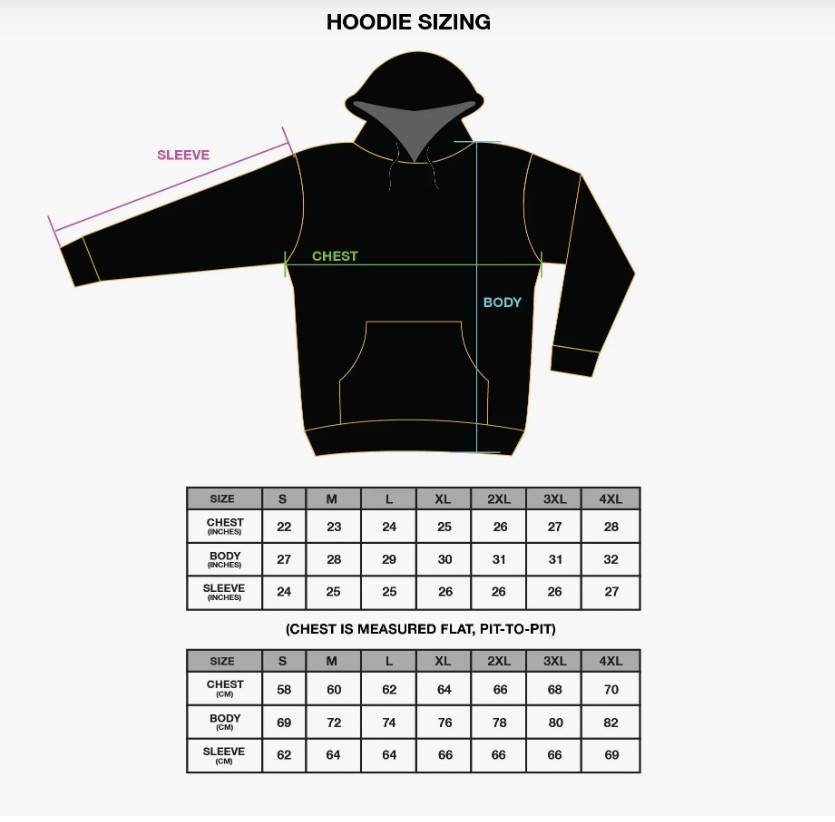 HOODIE SIZING
SLEEVE
CHEST
BODY
SIZE S M L XL 2XL 3XL 4XL
CHEST 22 23 24 25 26 27 28
(INCHES)
BODY 27 28 29 30 31 31 32
(INCHES)
SLEEVE 24 25 25 26 26 26 27
(INCHES)
(CHEST IS MEASURED FLAT, PIT-TO-PIT)
SIZE S M L XL 2XL 3XL 4XL
CHEST 58 60 62 64 66 68 70
(CM)
BODY 69 72 74 76 78 80 82
(CM)
SLEEVE 62 64 64 66 66 66 69
(CM)